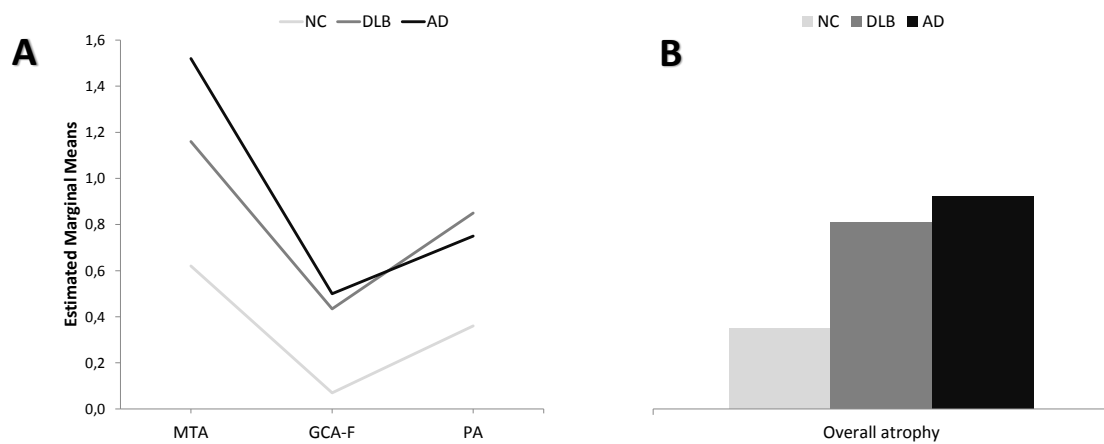 NC DLB AD
A
Estimated Marginal Means
1,6
1,4
1,2
1,0
0,8
0,6
0,4
0,2
0,0
MTA GCA-F PA
NC DLB AD
B
Overall atrophy